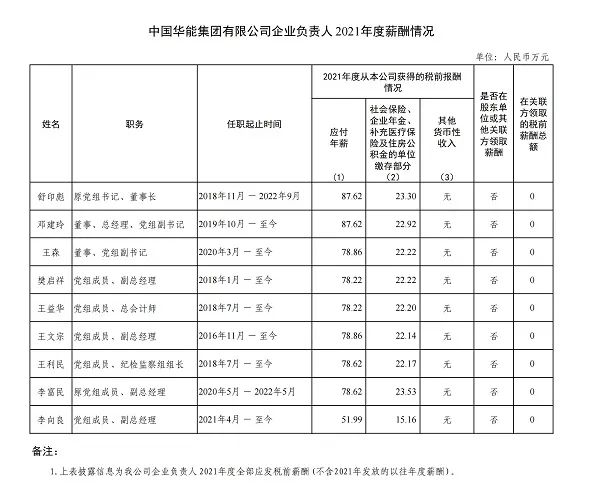 中国华能集团有限公司企业负责人2021年度薪酬情况
单位:人民币万元
姓名 职务 任职起止时间 2021年度从本公司获得的税前报酬情况 是否在股东单位或其他关联方领取薪酬 在关联方领取的税前薪酬总额
应付年薪(1) 社会保险、企业年金、补充医疗保险及住房公积金的单位缴存部分(2) 其他货币性收入(3)
舒印彪 原党组书记、董事长 2018年11月 — 2022年9月 87.62 23.30 无 否 0
邓建玲 董事、总经理、党组副书记 2019年10月 — 至今 87.62 22.92 无 否 0
王森 董事、党组副书记 2020年3月 — 至今 78.86 22.22 无 否 0
樊启祥 党组成员、副总经理 2018年1月 — 至今 78.22 22.22 无 否 0
王益华 党组成员、总会计师 2018年7月 — 至今 78.22 22.20 无 否 0
王文宗 党组成员、副总经理 2016年11月 — 至今 78.86 22.14 无 否 0
王利民 党组成员、纪检监察组组长 2018年7月 — 至今 78.62 22.17 无 否 0
李富民 原党组成员、副总经理 2020年5月 — 2022年5月 78.62 23.53 无 否 0
李向良 党组成员、副总经理 2021年4月 — 至今 51.99 15.16 无 否 0
备注:
1.上表披露信息为我公司企业负责人2021年度全部应发税前薪酬(不含2021年发放的以往年度薪酬)。